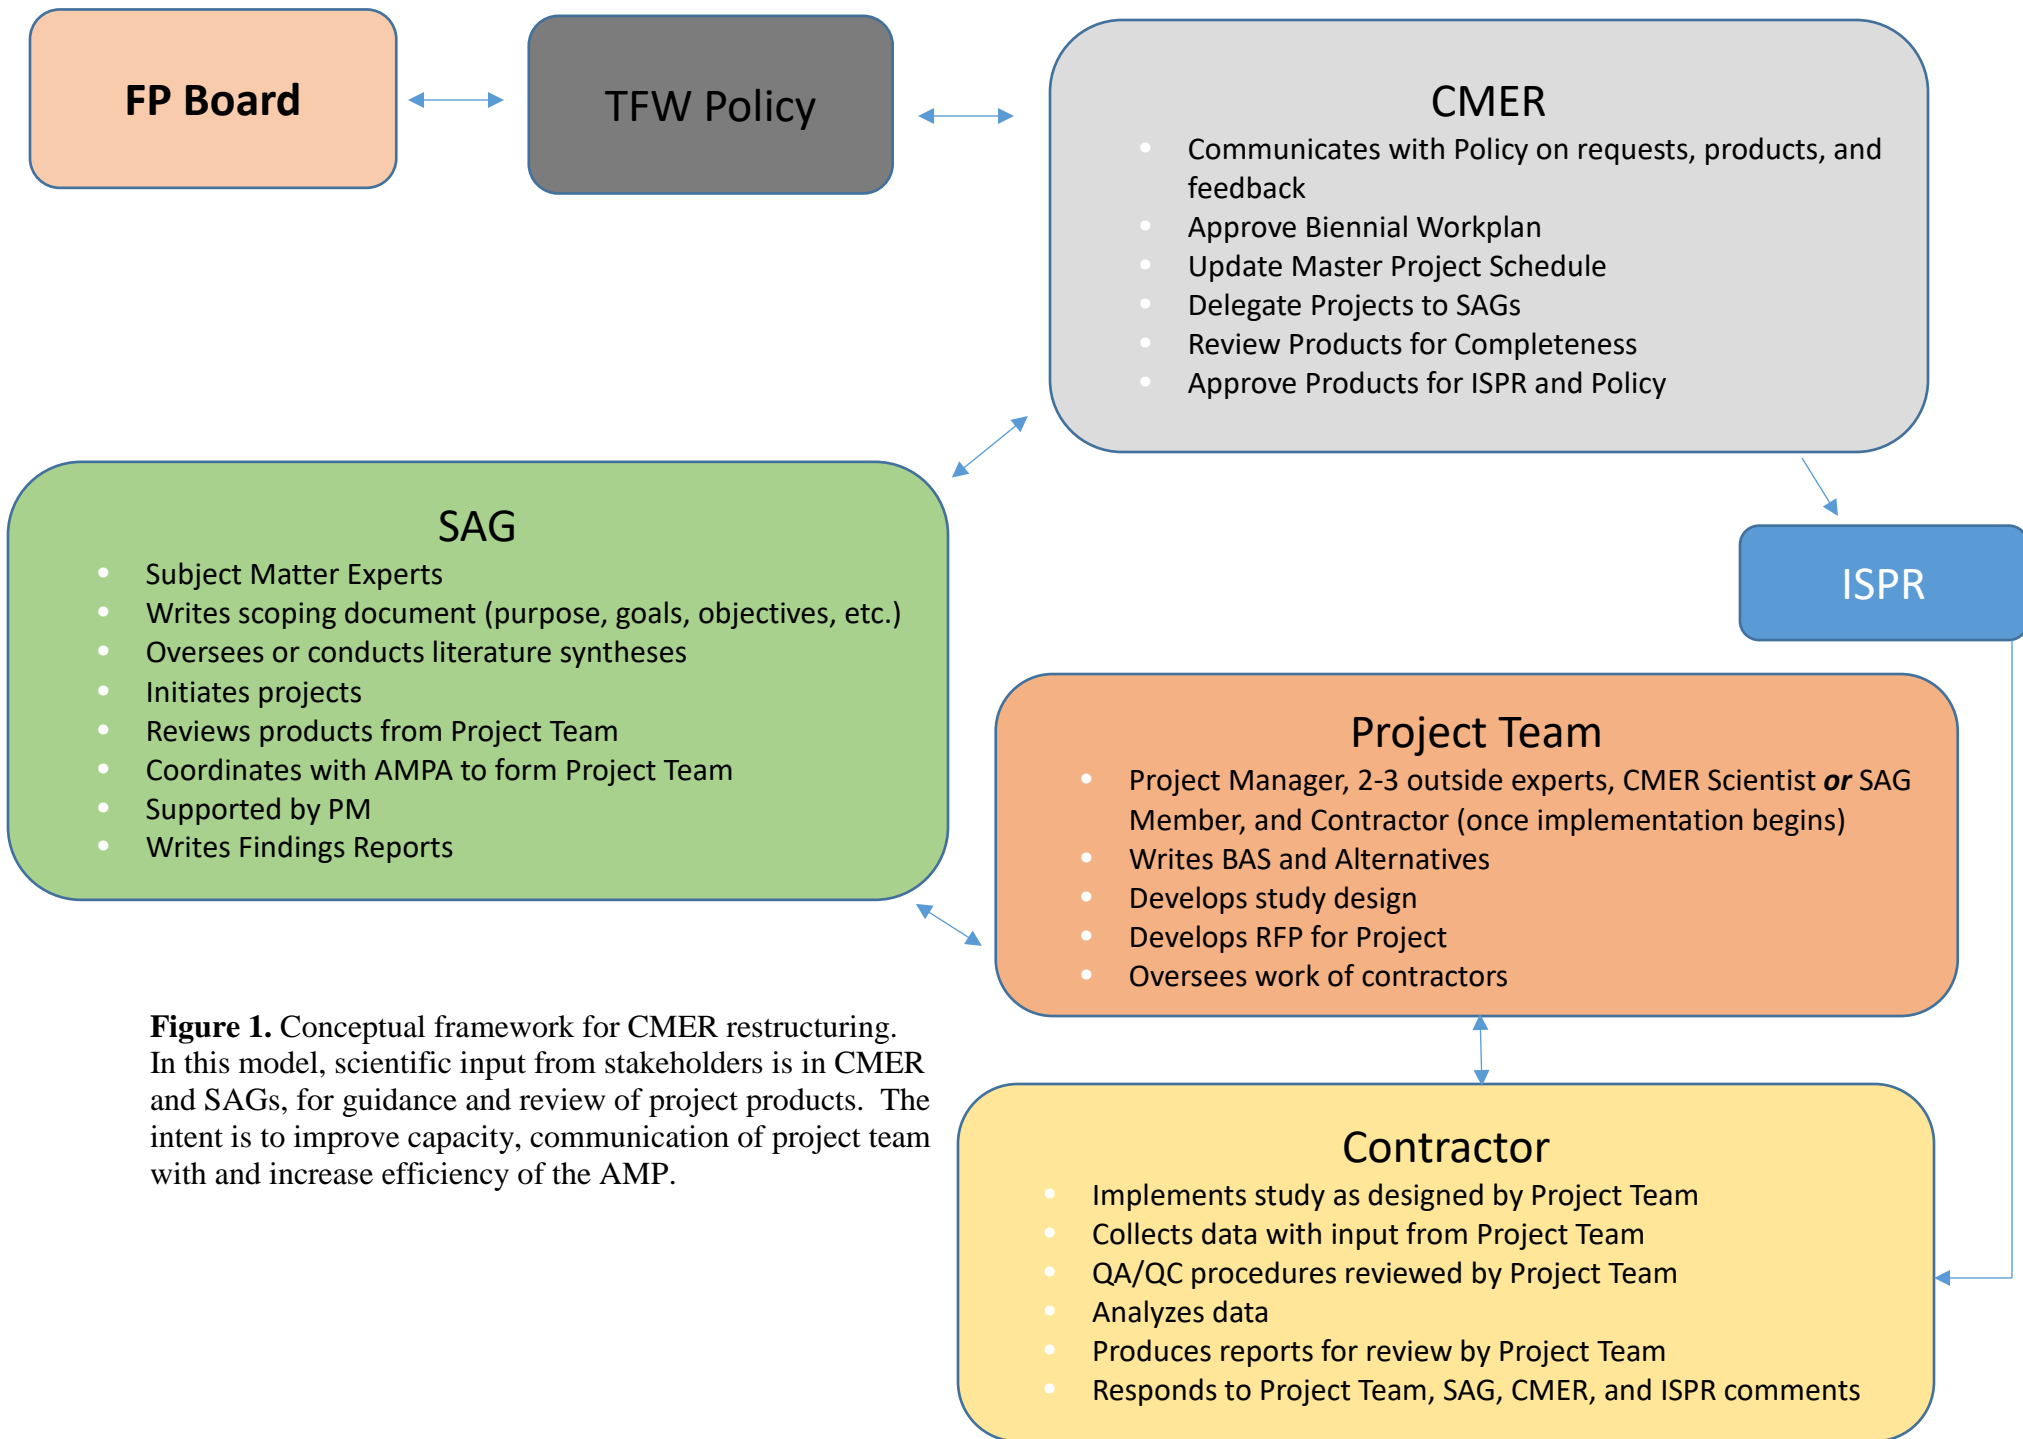 FP Board
TFW Policy
CMER
• Communicates with Policy on requests, products, and
feedback
• Approve Biennial Workplan
• Update Master Project Schedule
• Delegate Projects to SAGs
• Review Products for Completeness
• Approve Products for ISPR and Policy
SAG
• Subject Matter Experts
• Writes scoping document (purpose, goals, objectives, etc.)
• Oversees or conducts literature syntheses
• Initiates projects
• Reviews products from Project Team
• Coordinates with AMPA to form Project Team
• Supported by PM
• Writes Findings Reports
ISPR
Project Team
• Project Manager, 2-3 outside experts, CMER Scientist or SAG
Member, and Contractor (once implementation begins)
• Writes BAS and Alternatives
• Develops study design
• Develops RFP for Project
• Oversees work of contractors
Figure 1. Conceptual framework for CMER restructuring.
In this model, scientific input from stakeholders is in CMER
and SAGs, for guidance and review of project products.  The
intent is to improve capacity, communication of project team
with and increase efficiency of the AMP.
Contractor
• Implements study as designed by Project Team
• Collects data with input from Project Team
• QA/QC procedures reviewed by Project Team
• Analyzes data
• Produces reports for review by Project Team
• Responds to Project Team, SAG, CMER, and ISPR comments